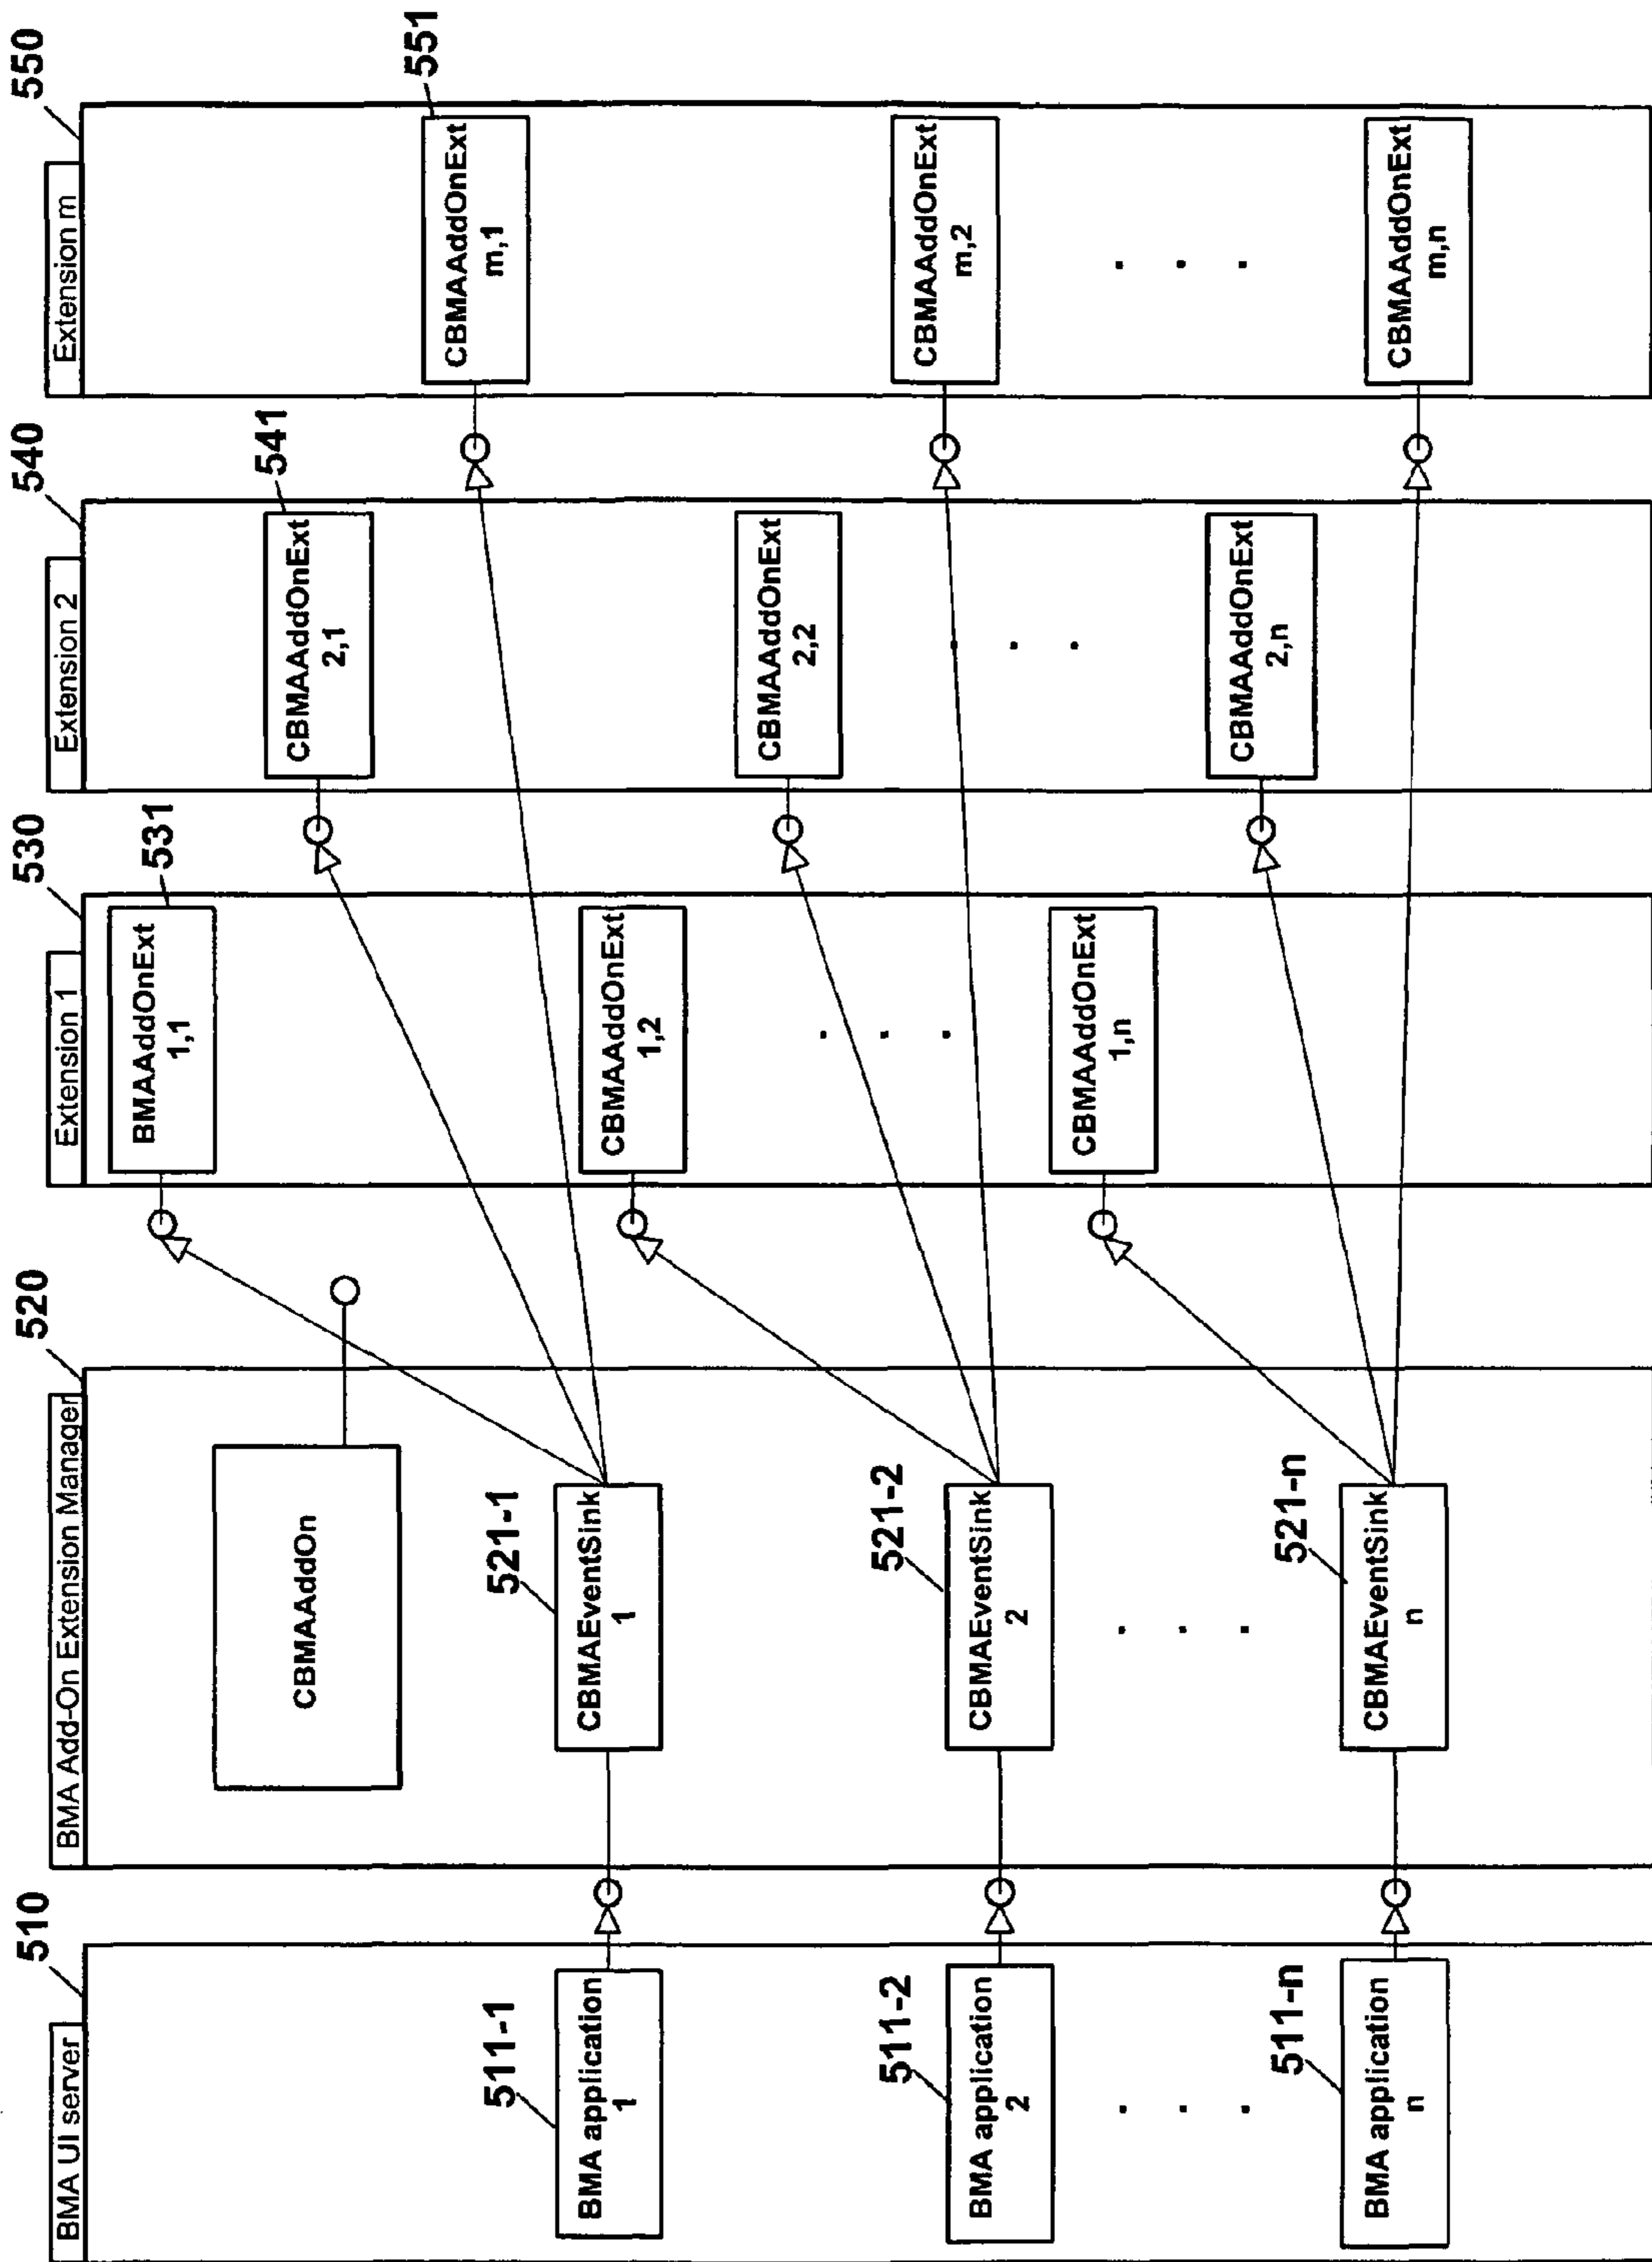 510
BMA UI server
511-1
BMA application
1
511-2
BMA application
2
. . .
511-n
BMA application
n
520
BMA Add-On Extension Manager
CBMAAddOn
521-1
CBMAEventSink
1
521-2
CBMAEventSink
2
. . .
521-n
CBMAEventSink
n
530
Extension 1
BMAAddOnExt
1,1
531
CBMAAddOnExt
1,2
. . .
CBMAAddOnExt
1,n
540
Extension 2
541
CBMAAddOnExt
2,1
CBMAAddOnExt
2,2
. . .
CBMAAddOnExt
2,n
550
Extension m
551
CBMAAddOnExt
m,1
CBMAAddOnExt
m,2
. . .
CBMAAddOnExt
m,n